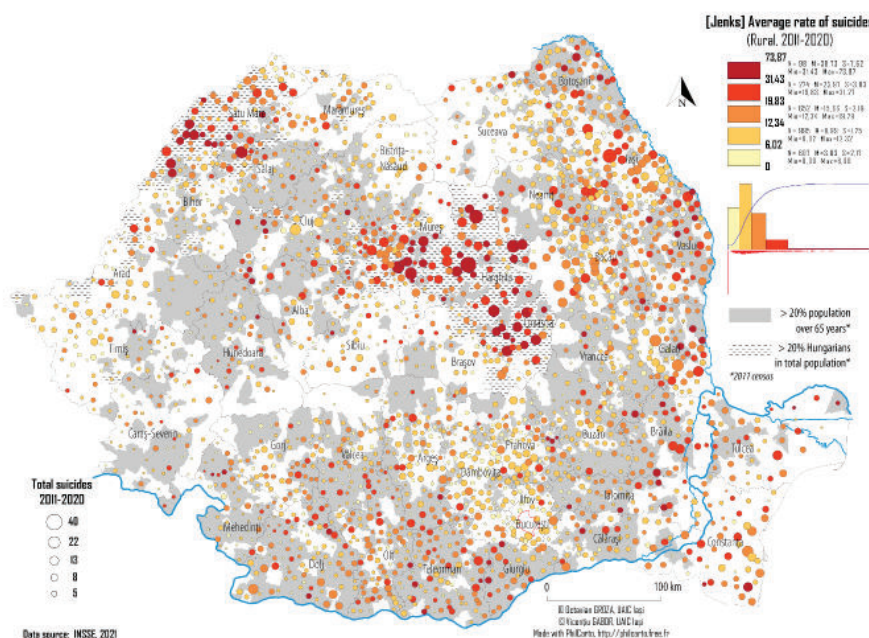 [Jenks] Average rate of suicides
(Rural, 2011-2020)
73,87
31,43
19,83
12,34
6,02
0
N
Botoșani
Satu Mare
Maramureș
Suceava
Bistrița-
Năsăud
Sălaj
Iași
Bihor
Neamț
Cluj
Mureș
Harghita
Bacău
Vaslui
Arad
Alba
Covasna
Timiș
Hunedoara
Sibiu
Brașov
Vrancea
Galați
Caraș-Severin
Gorj
Vâlcea
Argeș
Prahova
Buzău
Brăila
Tulcea
Dâmbovița
Ilfov
Ialomița
București
Mehedinți
Călărași
Dolj
Olt
Teleorman
Giurgiu
Constanța
> 20% population
over 65 years*
> 20% Hungarians
in total population*
*2011 census
Total suicides
2011-2020
40
22
13
8
5
0
100 km
© Octavian GROZA, UAIC Iași
© Vicențiu GABOR, UAIC Iași
Made with PhilCarto, http://philcarto.free.fr
Data source: INSSE, 2021